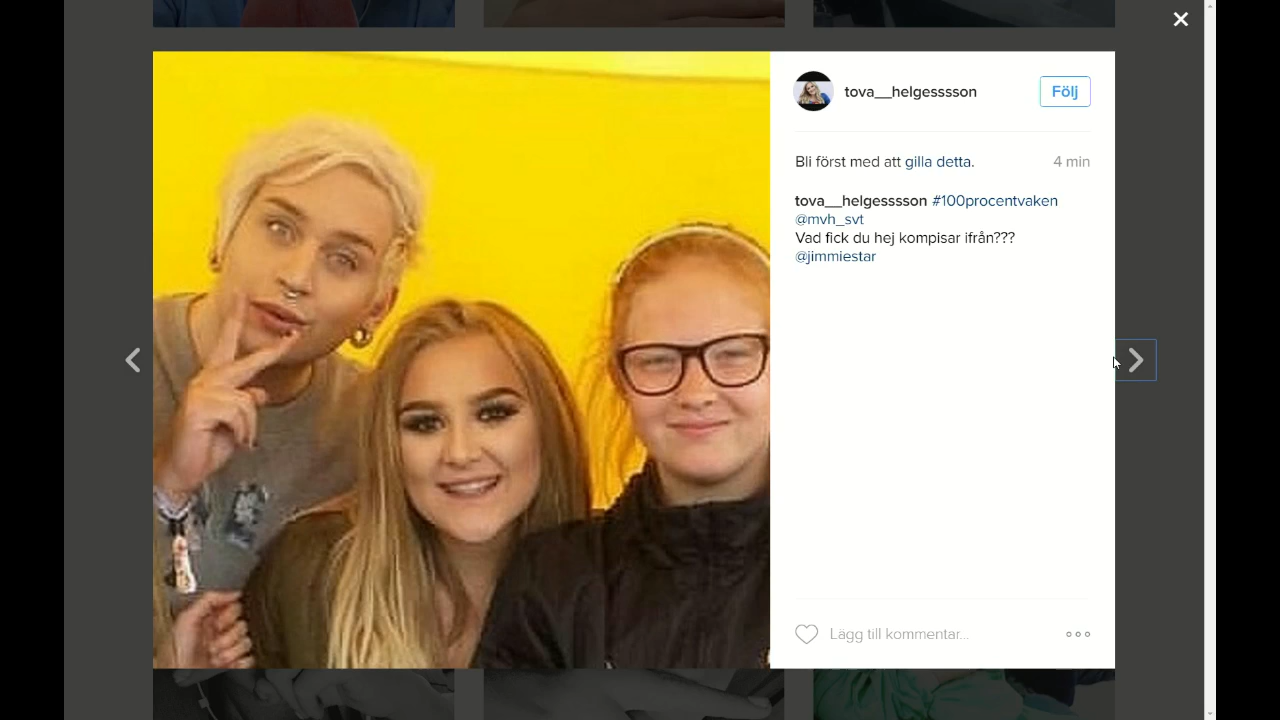 tova__helgesssson
Följ
Bli först med att gilla detta.
4 min
tova__helgesssson #100procentvaken
@mvh_svt
Vad fick du hej kompisar ifrån???
@jimmiestar
Lägg till kommentar...